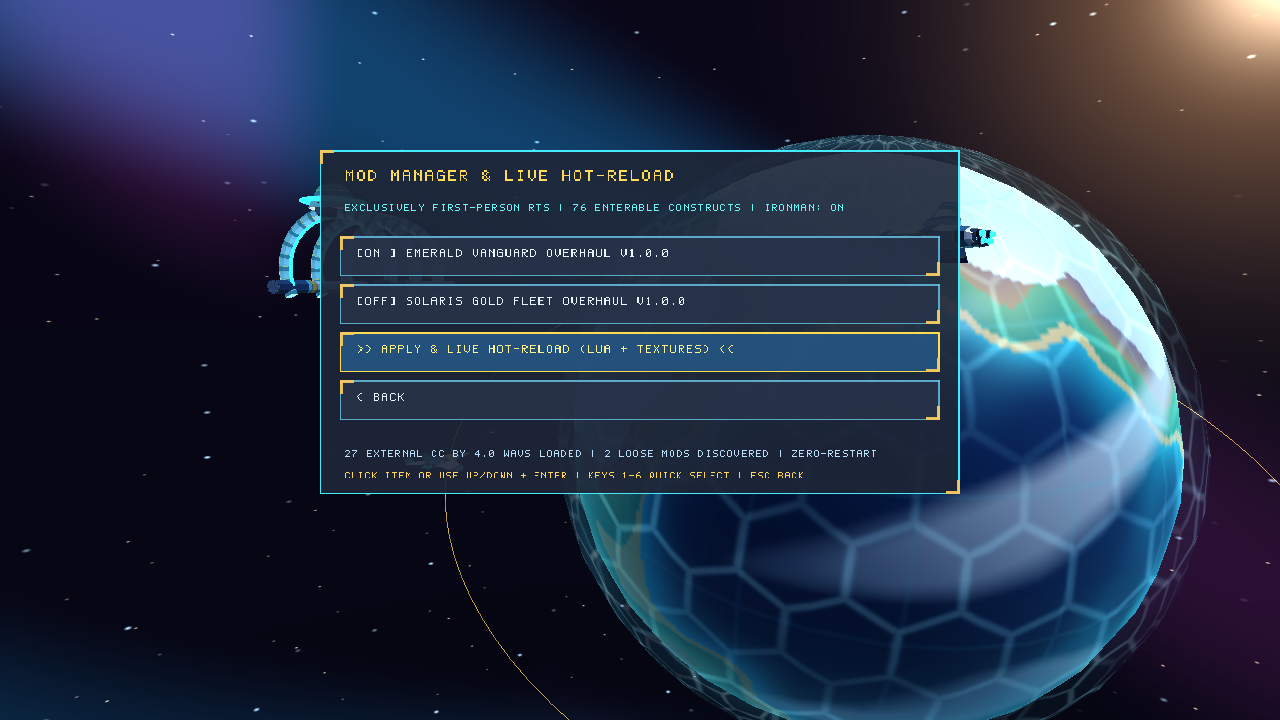 MOD MANAGER & LIVE HOT-RELOAD
EXCLUSIVELY FIRST-PERSON RTS | 76 ENTERABLE CONSTRUCTS | IRONMAN: ON
[ON ] EMERALD VANGUARD OVERHAUL V1.0.0
[OFF] SOLARIS GOLD FLEET OVERHAUL V1.0.0
>> APPLY & LIVE HOT-RELOAD (LUA + TEXTURES) <<
< BACK
27 EXTERNAL CC BY 4.0 WAVS LOADED | 2 LOOSE MODS DISCOVERED | ZERO-RESTART
CLICK ITEM OR USE UP/DOWN + ENTER | KEYS 1-6 QUICK SELECT | ESC BACK